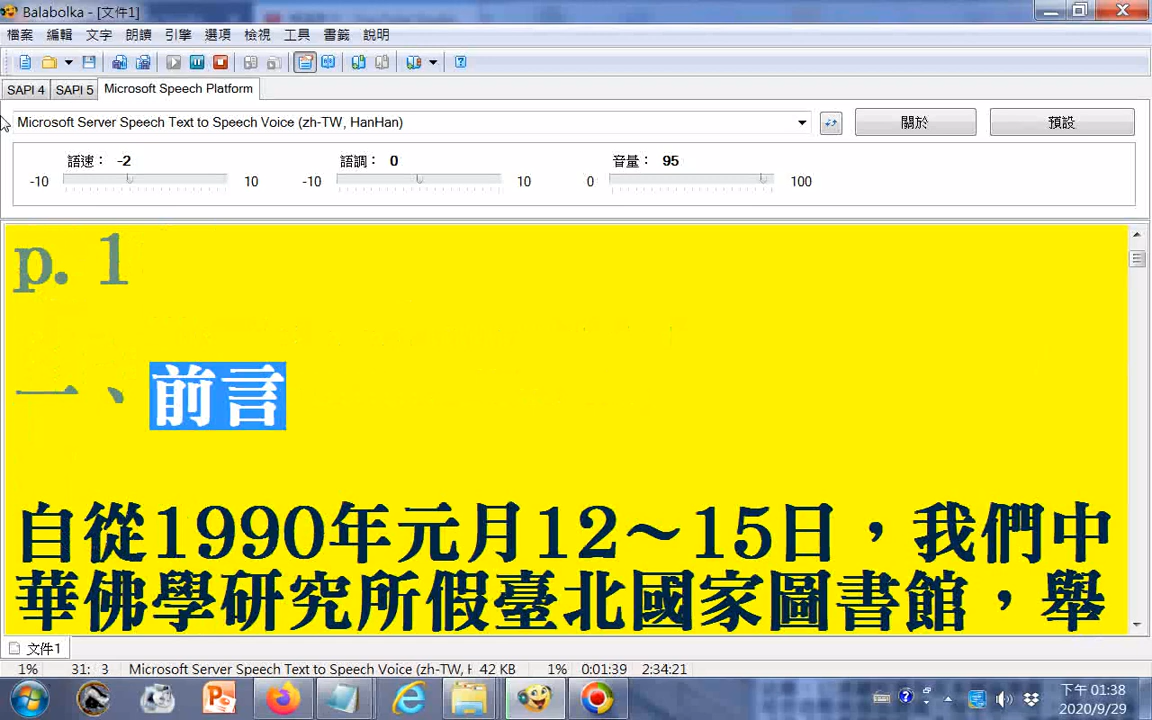 Balabolka - [文件1]
檔案 編輯 文字 朗讀 引擎 選項 檢視 工具 書籤 說明
SAPI 4 SAPI 5 Microsoft Speech Platform
Microsoft Server Speech Text to Speech Voice (zh-TW, HanHan) 關於 預設
語速： -2 語調： 0 音量： 95
-10 10 -10 10 0 100
p. 1
一、前言
自從1990年元月12～15日，我們中
華佛學研究所假臺北國家圖書館，舉
文件1
1% 31: 3 Microsoft Server Speech Text to Speech Voice (zh-TW, H 42 KB 1% 0:01:39 2:34:21
下午 01:38
2020/9/29